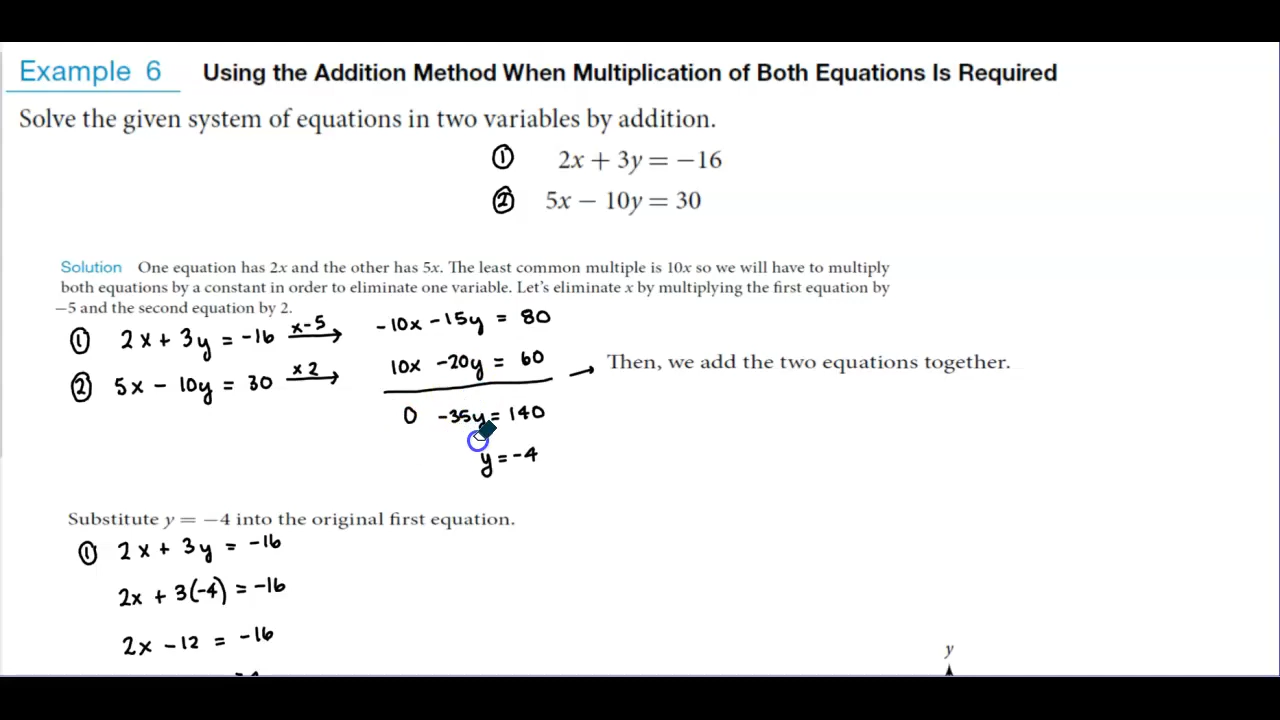 Example 6 Using the Addition Method When Multiplication of Both Equations Is Required
Solve the given system of equations in two variables by addition.
① 2x + 3y = −16
② 5x − 10y = 30
Solution One equation has 2x and the other has 5x. The least common multiple is 10x so we will have to multiply
both equations by a constant in order to eliminate one variable. Let's eliminate x by multiplying the first equation by
−5 and the second equation by 2.
① 2x + 3y = -16 x-5 -10x -15y = 80
② 5x - 10y = 30 x2 10x -20y = 60 → Then, we add the two equations together.
0 -35y = 140
y = -4
Substitute y = −4 into the original first equation.
① 2x + 3y = -16
2x + 3(-4) = -16
2x - 12 = -16
y